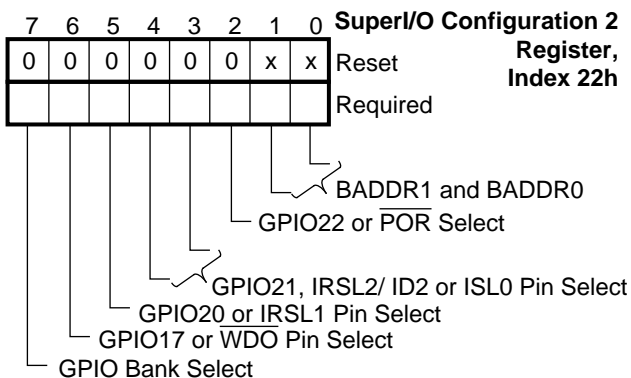 7 6 5 4 3 2 1 0
SuperI/O Configuration 2
Register,
Index 22h
0 0 0 0 0 0 x x
Reset
Required
BADDR1 and BADDR0
GPIO22 or POR Select
GPIO21, IRSL2/ ID2 or ISL0 Pin Select
GPIO20 or IRSL1 Pin Select
GPIO17 or WDO Pin Select
GPIO Bank Select